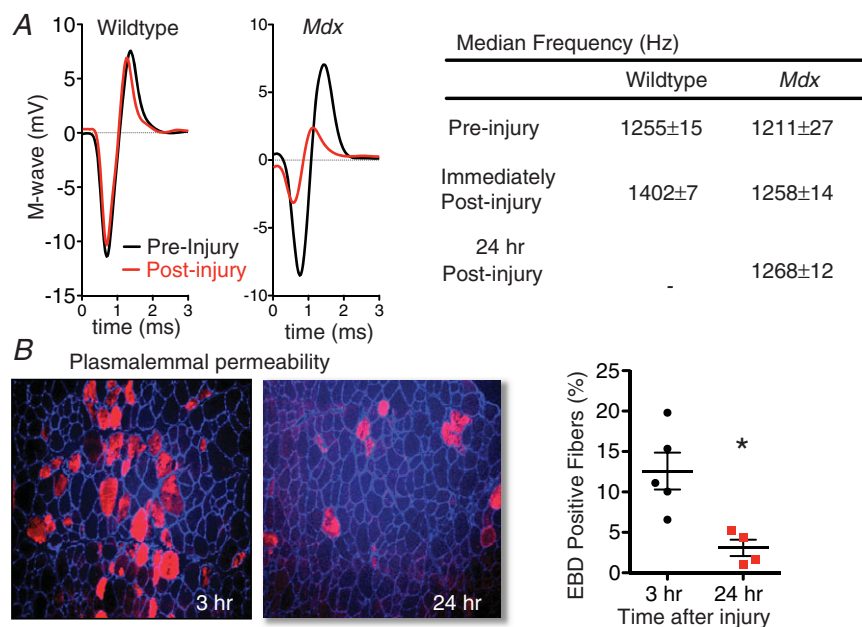 A
Wildtype
Mdx
M-wave (mV)
10
5
0
-5
-10
-15
0 1 2 3
time (ms)
Pre-Injury
Post-injury
10
5
0
-5
-10
0 1 2 3
time (ms)
Median Frequency (Hz)
Wildtype Mdx
Pre-injury 1255±15 1211±27
Immediately
Post-injury 1402±7 1258±14
24 hr
Post-injury - 1268±12
B
Plasmalemmal permeability
3 hr
24 hr
EBD Positive Fibers (%)
25
20
15
10
5
0
*
3 hr 24 hr
Time after injury